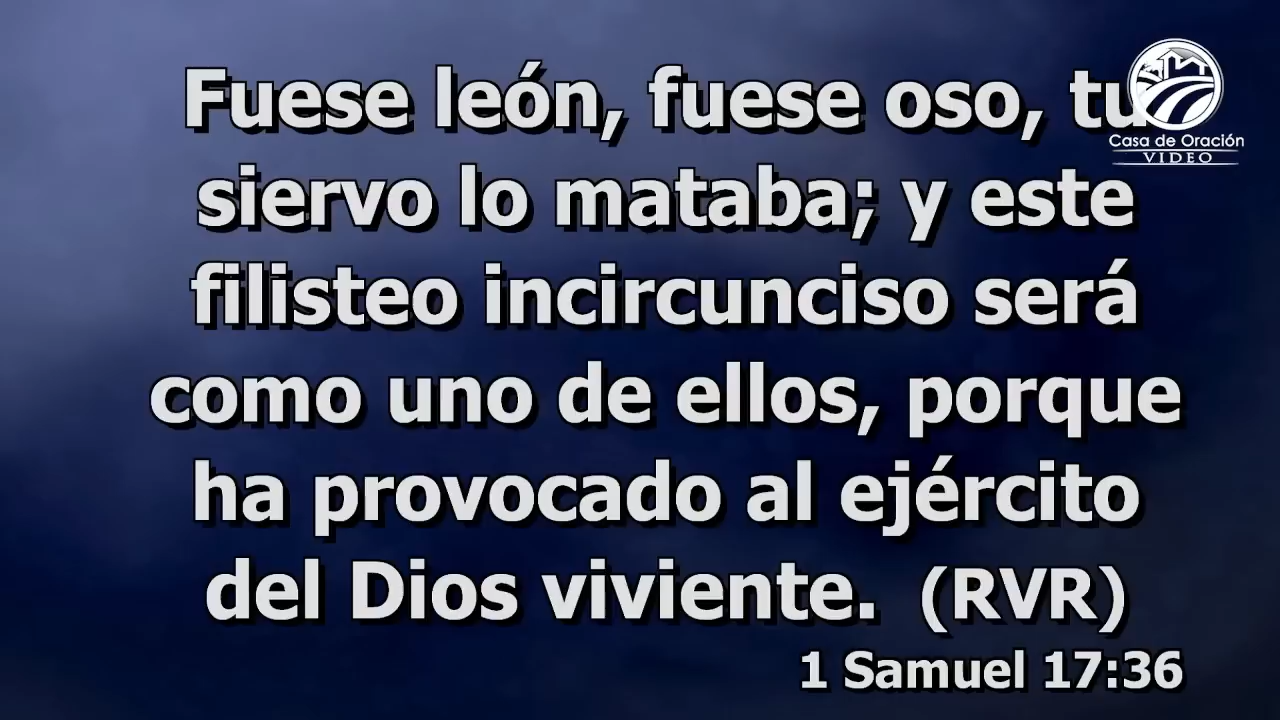 Fuese león, fuese oso, tu
siervo lo mataba; y este
filisteo incircunciso será
como uno de ellos, porque
ha provocado al ejército
del Dios viviente. (RVR)
1 Samuel 17:36
Casa de Oración
VIDEO